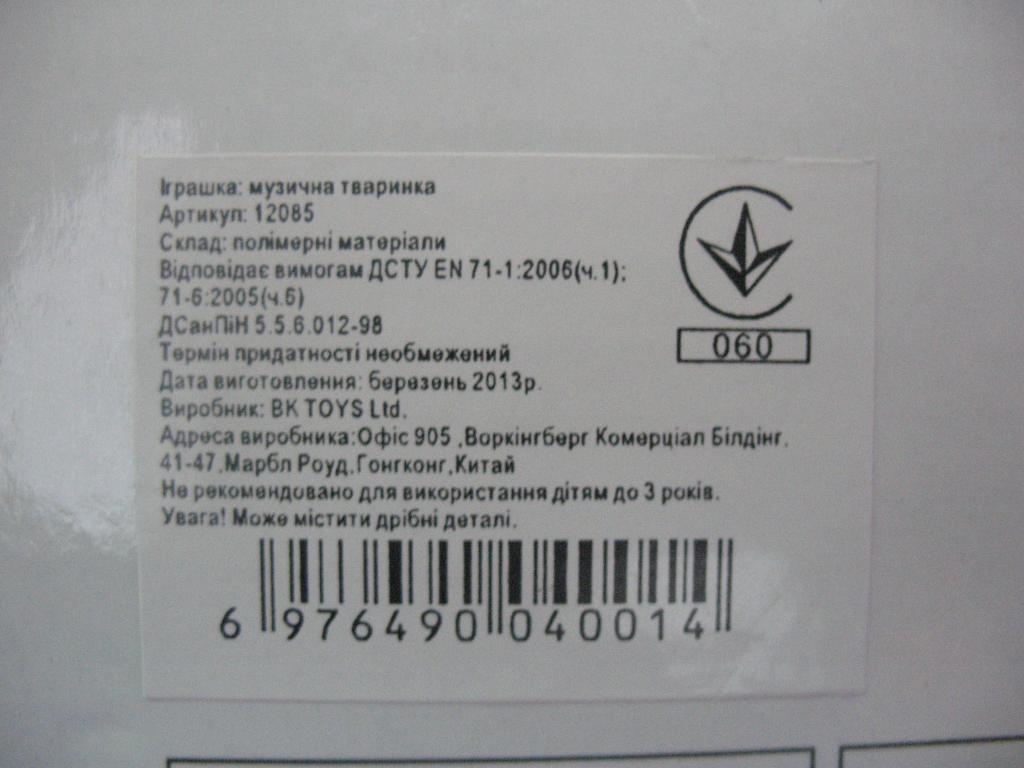 Іграшка: музична тваринка
Артикул: 12085
Склад: полімерні матеріали
Відповідає вимогам ДСТУ EN 71-1:2006(ч.1);
71-6:2005(ч.6)
ДСанПіН 5.5.6.012-98
Термін придатності необмежений
Дата виготовлення: березень 2013р.
Виробник: BK TOYS Ltd.
Адреса виробника:Офіс 905 ,Воркінгберг Комерціал Білдінг.
41-47,Марбл Роуд,Гонгконг,Китай
Не рекомендовано для використання дітям до 3 років.
Увага! Може містити дрібні деталі.
060
6 976490 040014